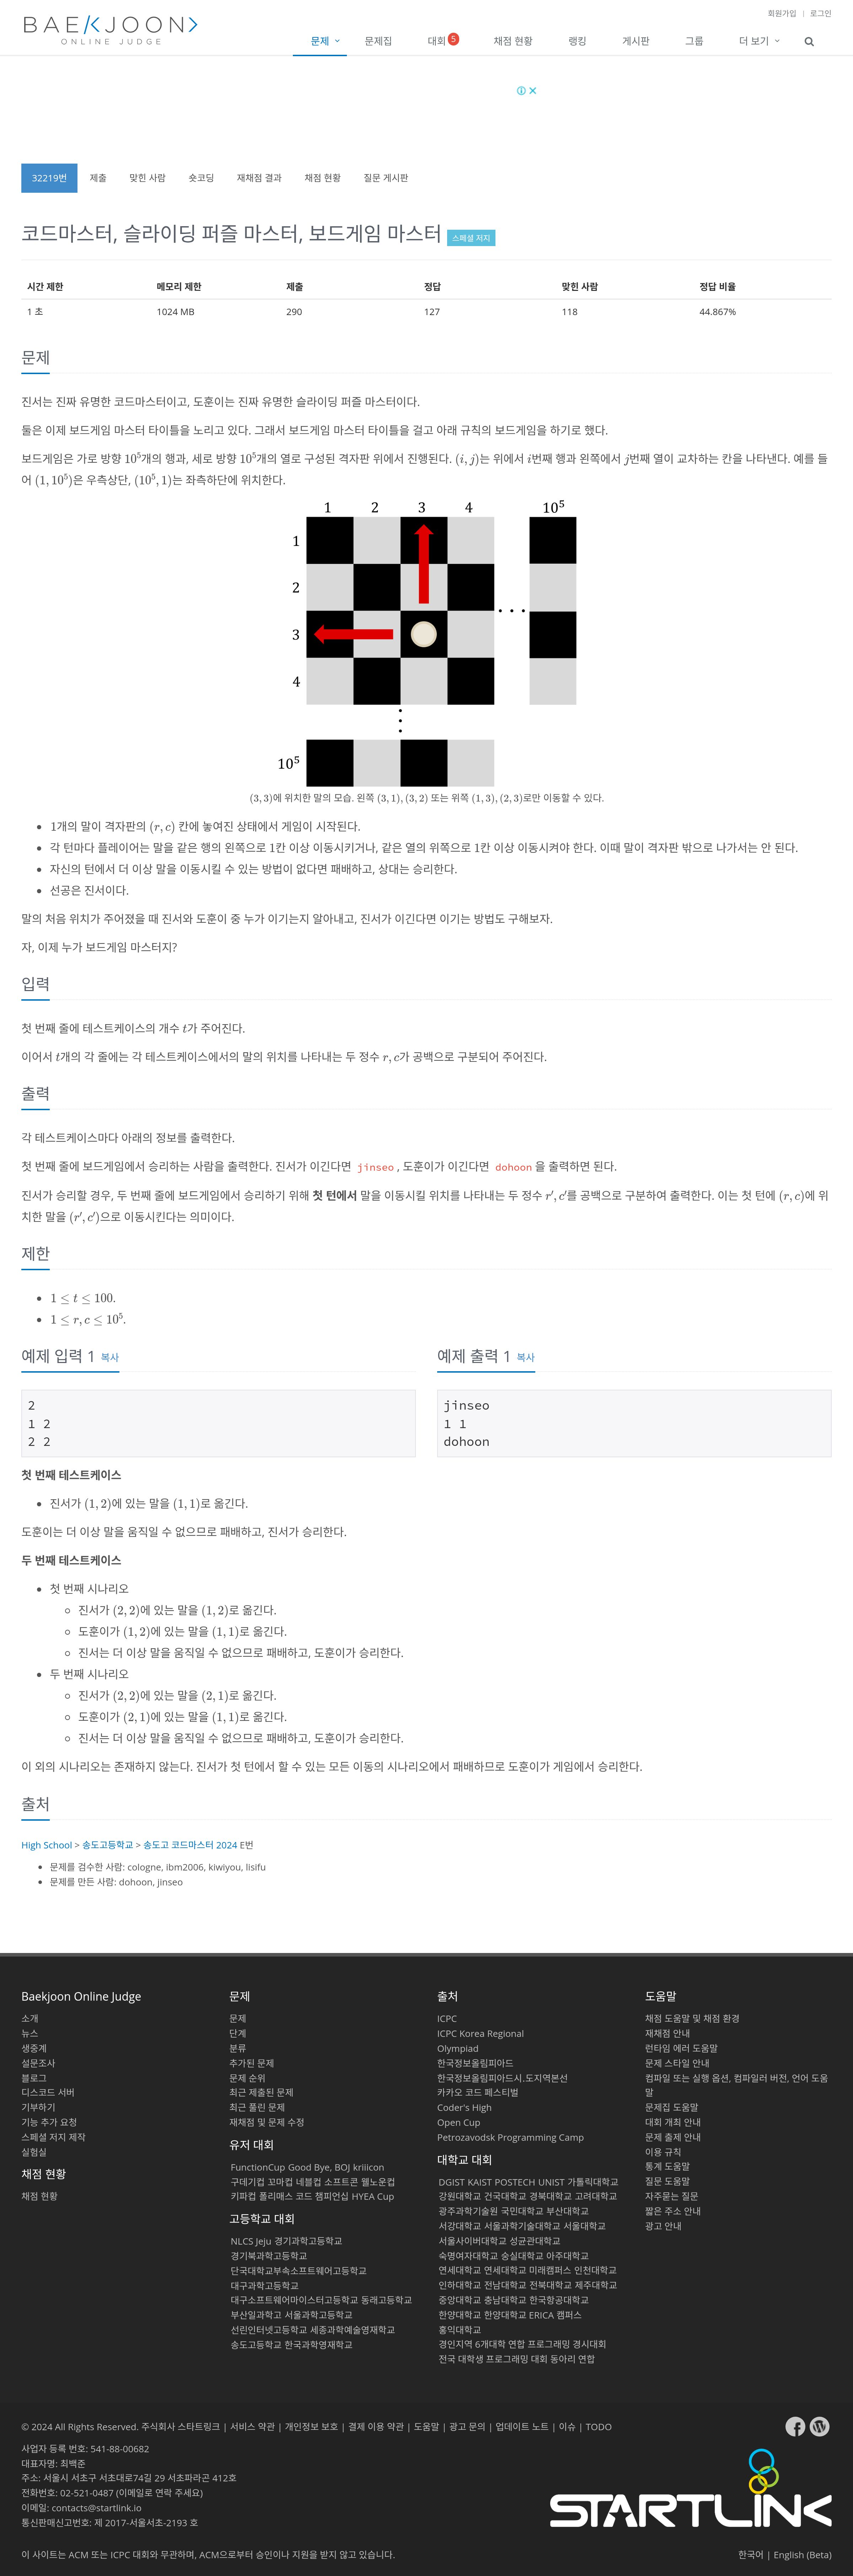 회원가입 | 로그인
BAEKJOON>
ONLINE JUDGE
문제 문제집 대회 5 채점 현황 랭킹 게시판 그룹 더 보기
32219번 제출 맞힌 사람 숏코딩 재채점 결과 채점 현황 질문 게시판
코드마스터, 슬라이딩 퍼즐 마스터, 보드게임 마스터 스페셜 저지
시간 제한 메모리 제한 제출 정답 맞힌 사람 정답 비율
1 초 1024 MB 290 127 118 44.867%
문제
진서는 진짜 유명한 코드마스터이고, 도훈이는 진짜 유명한 슬라이딩 퍼즐 마스터이다.
둘은 이제 보드게임 마스터 타이틀을 노리고 있다. 그래서 보드게임 마스터 타이틀을 걸고 아래 규칙의 보드게임을 하기로 했다.
보드게임은 가로 방향 10⁵개의 행과, 세로 방향 10⁵개의 열로 구성된 격자판 위에서 진행된다. (i, j)는 위에서 i번째 행과 왼쪽에서 j번째 열이 교차하는 칸을 나타낸다. 예를 들
어 (1, 10⁵)은 우측상단, (10⁵, 1)는 좌측하단에 위치한다.
1 2 3 4 10⁵
1
2
3
4
10⁵
(3, 3)에 위치한 말의 모습. 왼쪽 (3, 1), (3, 2) 또는 위쪽 (1, 3), (2, 3)로만 이동할 수 있다.
1개의 말이 격자판의 (r, c) 칸에 놓여진 상태에서 게임이 시작된다.
각 턴마다 플레이어는 말을 같은 행의 왼쪽으로 1칸 이상 이동시키거나, 같은 열의 위쪽으로 1칸 이상 이동시켜야 한다. 이때 말이 격자판 밖으로 나가서는 안 된다.
자신의 턴에서 더 이상 말을 이동시킬 수 있는 방법이 없다면 패배하고, 상대는 승리한다.
선공은 진서이다.
말의 처음 위치가 주어졌을 때 진서와 도훈이 중 누가 이기는지 알아내고, 진서가 이긴다면 이기는 방법도 구해보자.
자, 이제 누가 보드게임 마스터지?
입력
첫 번째 줄에 테스트케이스의 개수 t가 주어진다.
이어서 t개의 각 줄에는 각 테스트케이스에서의 말의 위치를 나타내는 두 정수 r, c가 공백으로 구분되어 주어진다.
출력
각 테스트케이스마다 아래의 정보를 출력한다.
첫 번째 줄에 보드게임에서 승리하는 사람을 출력한다. 진서가 이긴다면 jinseo, 도훈이가 이긴다면 dohoon을 출력하면 된다.
진서가 승리할 경우, 두 번째 줄에 보드게임에서 승리하기 위해 첫 턴에서 말을 이동시킬 위치를 나타내는 두 정수 r′, c′를 공백으로 구분하여 출력한다. 이는 첫 턴에 (r, c)에 위
치한 말을 (r′, c′)으로 이동시킨다는 의미이다.
제한
1 ≤ t ≤ 100.
1 ≤ r, c ≤ 10⁵.
예제 입력 1 복사
2
1 2
2 2
예제 출력 1 복사
jinseo
1 1
dohoon
첫 번째 테스트케이스
진서가 (1, 2)에 있는 말을 (1, 1)로 옮긴다.
도훈이는 더 이상 말을 움직일 수 없으므로 패배하고, 진서가 승리한다.
두 번째 테스트케이스
첫 번째 시나리오
진서가 (2, 2)에 있는 말을 (1, 2)로 옮긴다.
도훈이가 (1, 2)에 있는 말을 (1, 1)로 옮긴다.
진서는 더 이상 말을 움직일 수 없으므로 패배하고, 도훈이가 승리한다.
두 번째 시나리오
진서가 (2, 2)에 있는 말을 (2, 1)로 옮긴다.
도훈이가 (2, 1)에 있는 말을 (1, 1)로 옮긴다.
진서는 더 이상 말을 움직일 수 없으므로 패배하고, 도훈이가 승리한다.
이 외의 시나리오는 존재하지 않는다. 진서가 첫 턴에서 할 수 있는 모든 이동의 시나리오에서 패배하므로 도훈이가 게임에서 승리한다.
출처
High School > 송도고등학교 > 송도고 코드마스터 2024 E번
문제를 검수한 사람: cologne, ibm2006, kiwiyou, lisifu
문제를 만든 사람: dohoon, jinseo
Baekjoon Online Judge
소개
뉴스
생중계
설문조사
블로그
디스코드 서버
기부하기
기능 추가 요청
스페셜 저지 제작
실험실
채점 현황
채점 현황
문제
문제
단계
분류
추가된 문제
문제 순위
최근 제출된 문제
최근 풀린 문제
재채점 및 문제 수정
유저 대회
FunctionCup Good Bye, BOJ kriiicon
구데기컵 꼬마컵 네블컵 소프트콘 웰노운컵
키파컵 폴리매스 코드 챔피언십 HYEA Cup
고등학교 대회
NLCS Jeju 경기과학고등학교
경기북과학고등학교
단국대학교부속소프트웨어고등학교
대구과학고등학교
대구소프트웨어마이스터고등학교 동래고등학교
부산일과학고 서울과학고등학교
선린인터넷고등학교 세종과학예술영재학교
송도고등학교 한국과학영재학교
출처
ICPC
ICPC Korea Regional
Olympiad
한국정보올림피아드
한국정보올림피아드시.도지역본선
카카오 코드 페스티벌
Coder's High
Open Cup
Petrozavodsk Programming Camp
대학교 대회
DGIST KAIST POSTECH UNIST 가톨릭대학교
강원대학교 건국대학교 경북대학교 고려대학교
광주과학기술원 국민대학교 부산대학교
서강대학교 서울과학기술대학교 서울대학교
서울사이버대학교 성균관대학교
숙명여자대학교 숭실대학교 아주대학교
연세대학교 연세대학교 미래캠퍼스 인천대학교
인하대학교 전남대학교 전북대학교 제주대학교
중앙대학교 충남대학교 한국항공대학교
한양대학교 한양대학교 ERICA 캠퍼스
홍익대학교
경인지역 6개대학 연합 프로그래밍 경시대회
전국 대학생 프로그래밍 대회 동아리 연합
도움말
채점 도움말 및 채점 환경
재채점 안내
런타임 에러 도움말
문제 스타일 안내
컴파일 또는 실행 옵션, 컴파일러 버전, 언어 도움
말
문제집 도움말
대회 개최 안내
문제 출제 안내
이용 규칙
통계 도움말
질문 도움말
자주묻는 질문
짧은 주소 안내
광고 안내
© 2024 All Rights Reserved. 주식회사 스타트링크 | 서비스 약관 | 개인정보 보호 | 결제 이용 약관 | 도움말 | 광고 문의 | 업데이트 노트 | 이슈 | TODO
사업자 등록 번호: 541-88-00682
대표자명: 최백준
주소: 서울시 서초구 서초대로74길 29 서초파라곤 412호
전화번호: 02-521-0487 (이메일로 연락 주세요)
이메일: contacts@startlink.io
통신판매신고번호: 제 2017-서울서초-2193 호
STARTLINK
이 사이트는 ACM 또는 ICPC 대회와 무관하며, ACM으로부터 승인이나 지원을 받지 않고 있습니다.
한국어 | English (Beta)